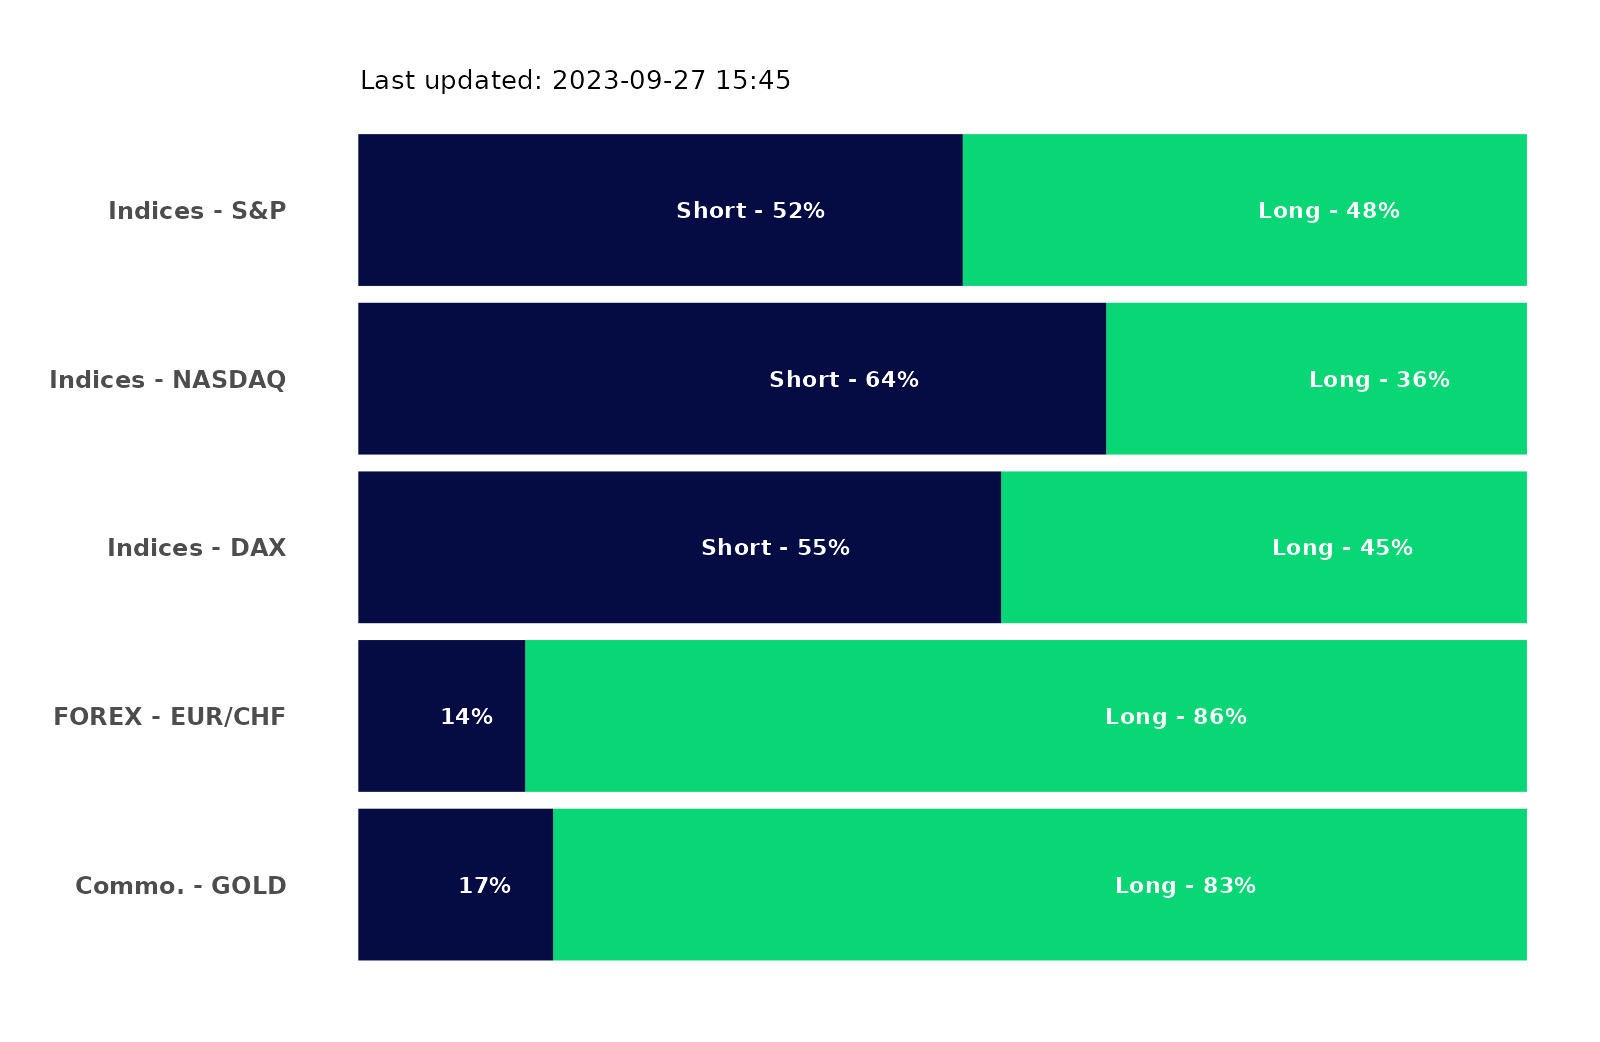 Last updated: 2023-09-27 15:45
Indices - S&P Short - 52% Long - 48%
Indices - NASDAQ Short - 64% Long - 36%
Indices - DAX Short - 55% Long - 45%
FOREX - EUR/CHF 14% Long - 86%
Commo. - GOLD 17% Long - 83%